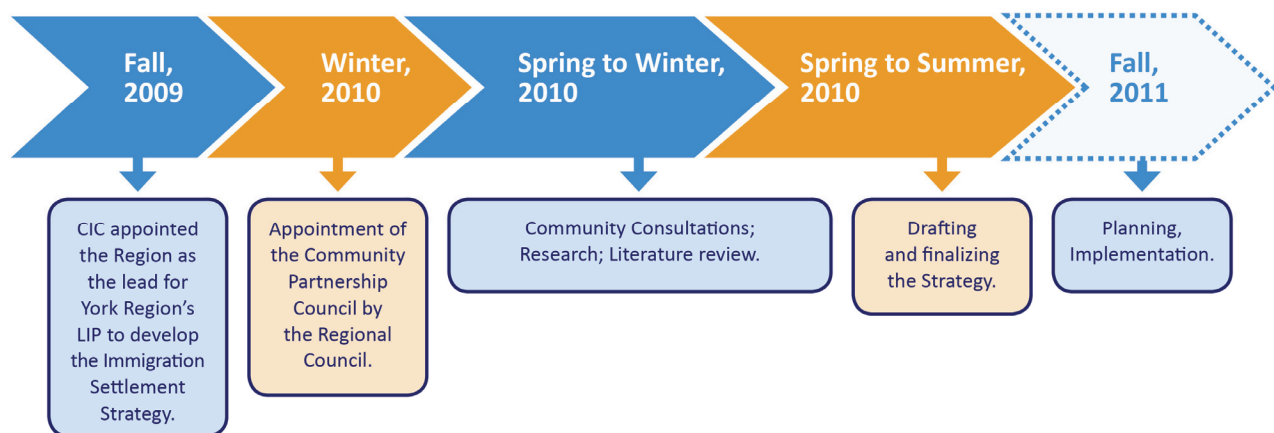 Fall,
2009
Winter,
2010
Spring to Winter,
2010
Spring to Summer,
2010
Fall,
2011
CIC appointed
the Region as
the lead for
York Region’s
LIP to develop
the Immigration
Settlement
Strategy.
Appointment of
the Community
Partnership
Council by
the Regional
Council.
Community Consultations;
Research; Literature review.
Drafting
and finalizing
the Strategy.
Planning,
Implementation.